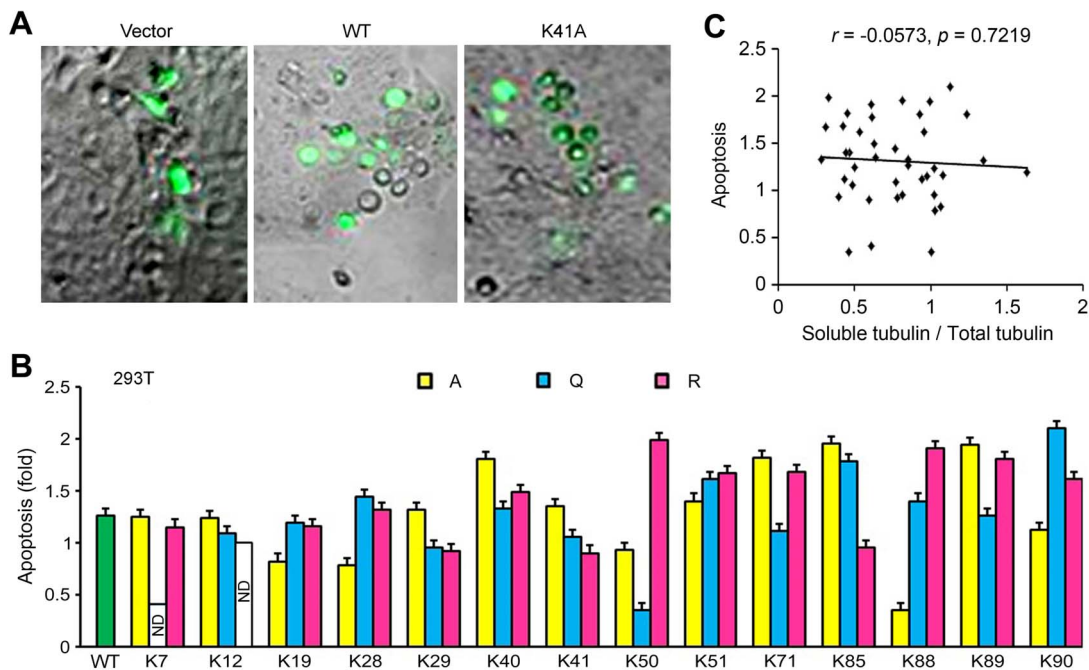 A
Vector
WT
K41A
C
r = -0.0573, p = 0.7219
Apoptosis
2.5
2
1.5
1
0.5
0
0 0.5 1 1.5 2
Soluble tubulin / Total tubulin
B
293T
A
Q
R
Apoptosis (fold)
2.5
2
1.5
1
0.5
0
ND
ND
WT K7 K12 K19 K28 K29 K40 K41 K50 K51 K71 K85 K88 K89 K90